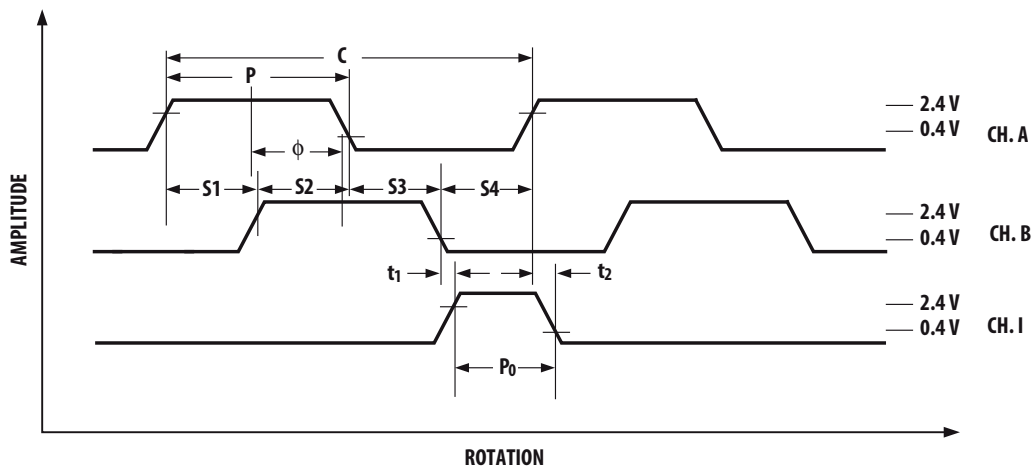 C
P
2.4 V
0.4 V
CH. A
ϕ
S1 S2 S3 S4
2.4 V
0.4 V
CH. B
t1 t2
2.4 V
0.4 V
CH. I
P0
AMPLITUDE
ROTATION